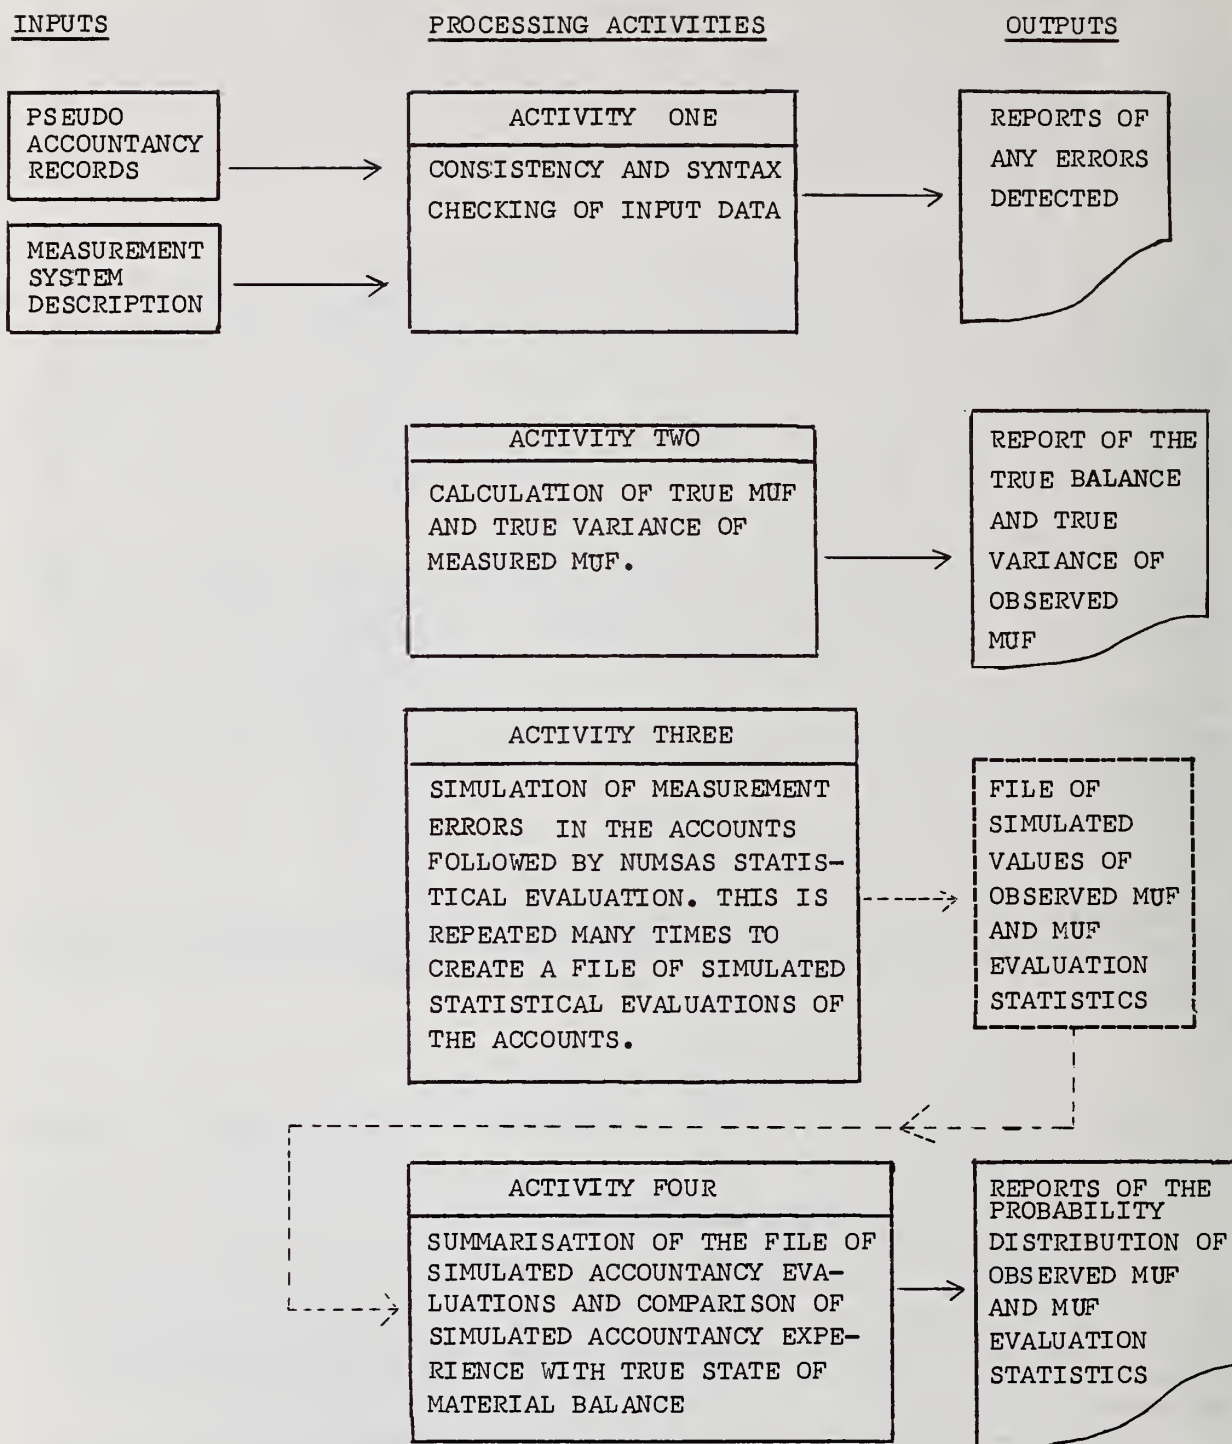 INPUTS
PROCESSING ACTIVITIES
OUTPUTS
PSEUDO
ACCOUNTANCY
RECORDS
MEASUREMENT
SYSTEM
DESCRIPTION
ACTIVITY ONE
CONSISTENCY AND SYNTAX
CHECKING OF INPUT DATA
REPORTS OF
ANY ERRORS
DETECTED
ACTIVITY TWO
CALCULATION OF TRUE MUF
AND TRUE VARIANCE OF
MEASURED MUF.
REPORT OF THE
TRUE BALANCE
AND TRUE
VARIANCE OF
OBSERVED
MUF
ACTIVITY THREE
SIMULATION OF MEASUREMENT
ERRORS IN THE ACCOUNTS
FOLLOWED BY NUMSAS STATIS-
TICAL EVALUATION. THIS IS
REPEATED MANY TIMES TO
CREATE A FILE OF SIMULATED
STATISTICAL EVALUATIONS OF
THE ACCOUNTS.
FILE OF
SIMULATED
VALUES OF
OBSERVED MUF
AND MUF
EVALUATION
STATISTICS
ACTIVITY FOUR
SUMMARISATION OF THE FILE OF
SIMULATED ACCOUNTANCY EVA-
LUATIONS AND COMPARISON OF
SIMULATED ACCOUNTANCY EXPE-
RIENCE WITH TRUE STATE OF
MATERIAL BALANCE
REPORTS OF THE
PROBABILITY
DISTRIBUTION OF
OBSERVED MUF
AND MUF
EVALUATION
STATISTICS